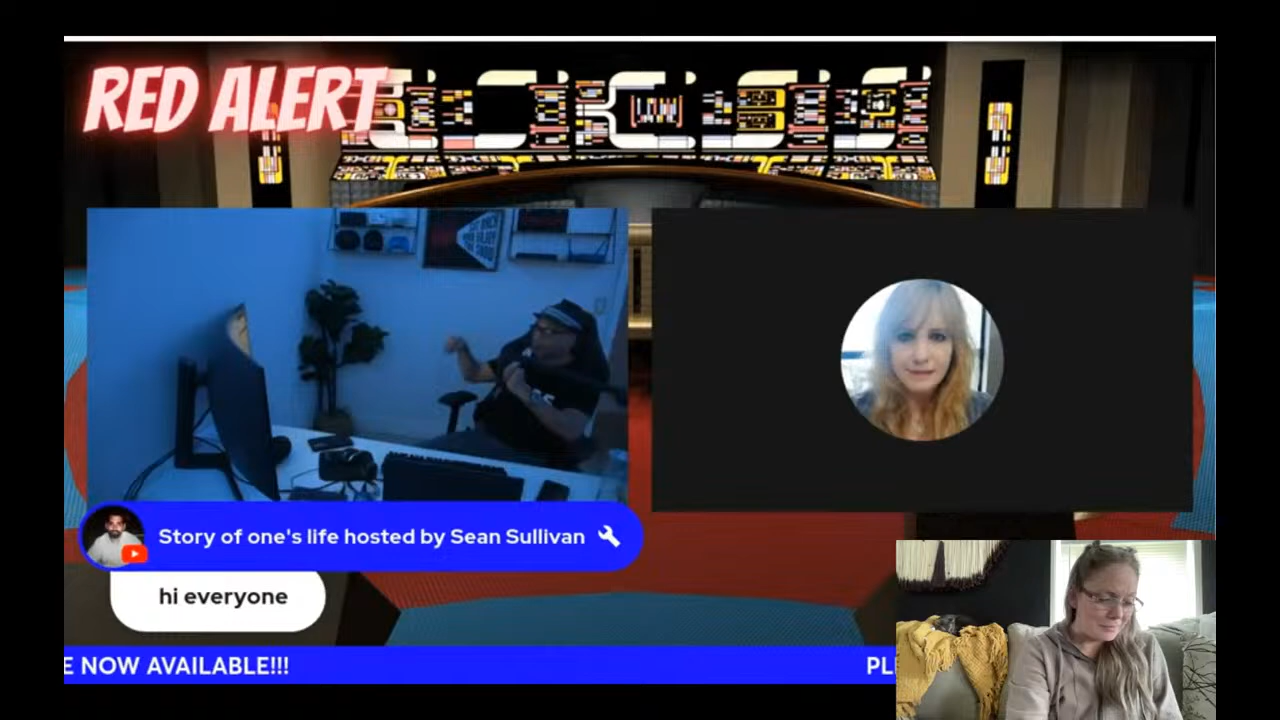 RED ALERT
Story of one's life hosted by Sean Sullivan
hi everyone
E NOW AVAILABLE!!!
PL